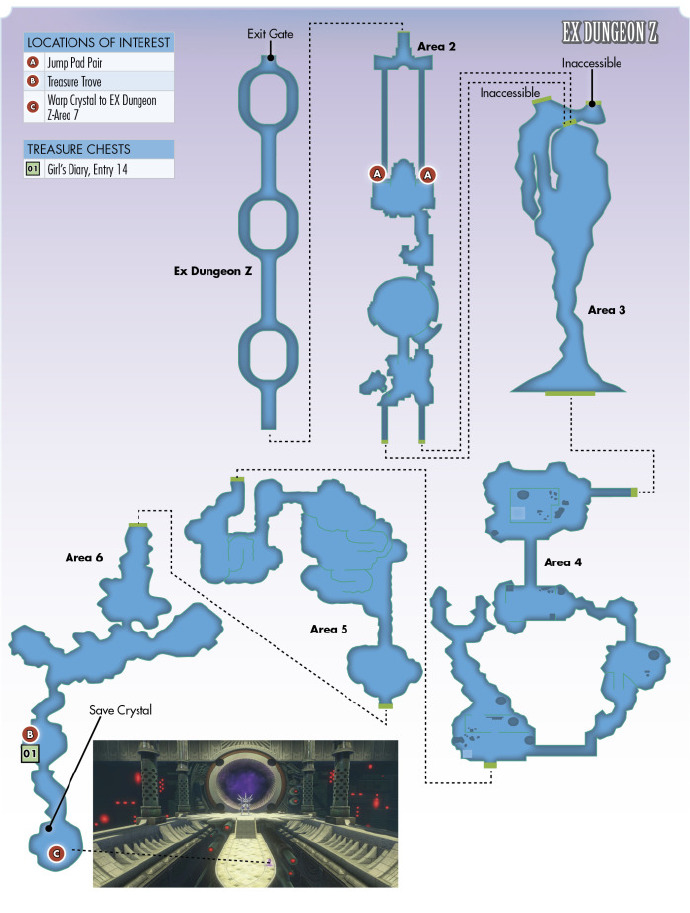 EX DUNGEON Z
LOCATIONS OF INTEREST
A Jump Pad Pair
B Treasure Trove
C Warp Crystal to EX Dungeon
Z-Area 7
TREASURE CHESTS
01 Girl's Diary, Entry 14
Exit Gate
Ex Dungeon Z
Area 2
A A
Inaccessible
Inaccessible
Area 3
Area 4
Area 5
Area 6
Save Crystal
B
01
C